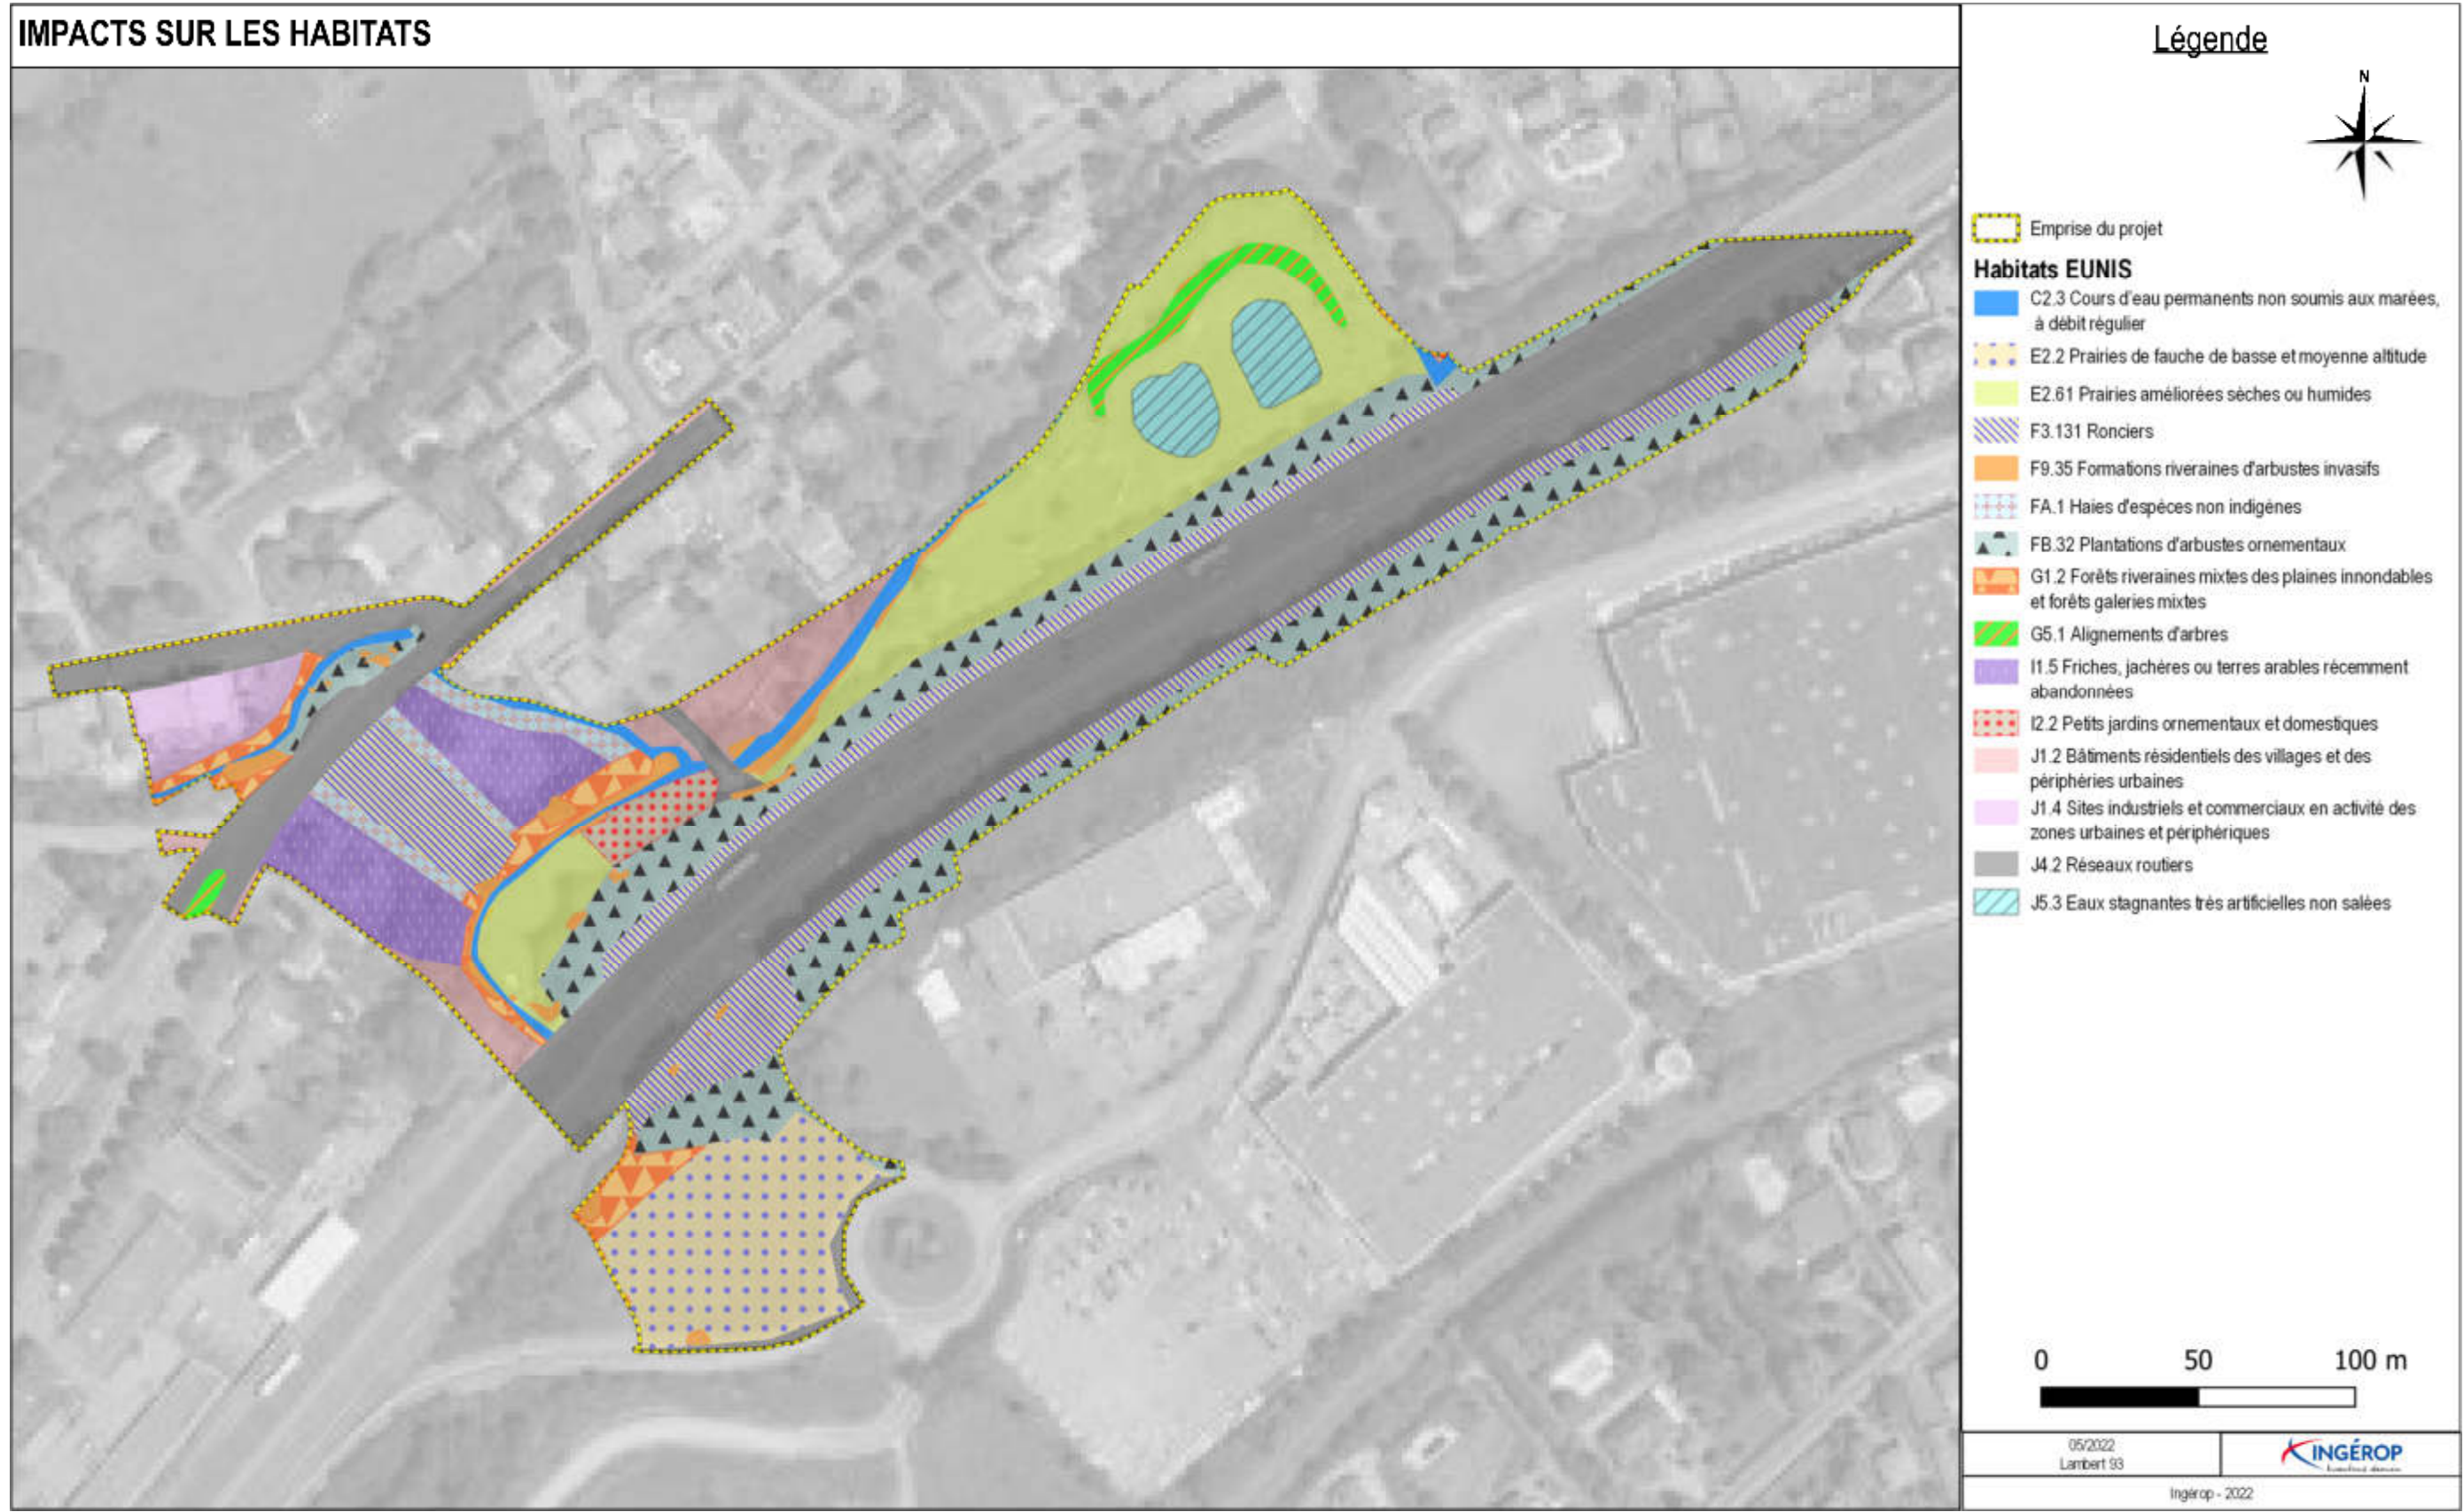 IMPACTS SUR LES HABITATS
Légende
N
Emprise du projet
Habitats EUNIS
C2.3 Cours d'eau permanents non soumis aux marées,
à débit régulier
E2.2 Prairies de fauche de basse et moyenne altitude
E2.61 Prairies améliorées sèches ou humides
F3.131 Ronciers
F9.35 Formations riveraines d'arbustes invasifs
FA.1 Haies d'espèces non indigènes
FB.32 Plantations d'arbustes ornementaux
G1.2 Forêts riveraines mixtes des plaines innondables
et forêts galeries mixtes
G5.1 Alignements d'arbres
I1.5 Friches, jachères ou terres arables récemment
abandonnées
I2.2 Petits jardins ornementaux et domestiques
J1.2 Bâtiments résidentiels des villages et des
périphéries urbaines
J1.4 Sites industriels et commerciaux en activité des
zones urbaines et périphériques
J4.2 Réseaux routiers
J5.3 Eaux stagnantes très artificielles non salées
0 50 100 m
05/2022
Lambert 93
INGÉROP
Ingérop - 2022